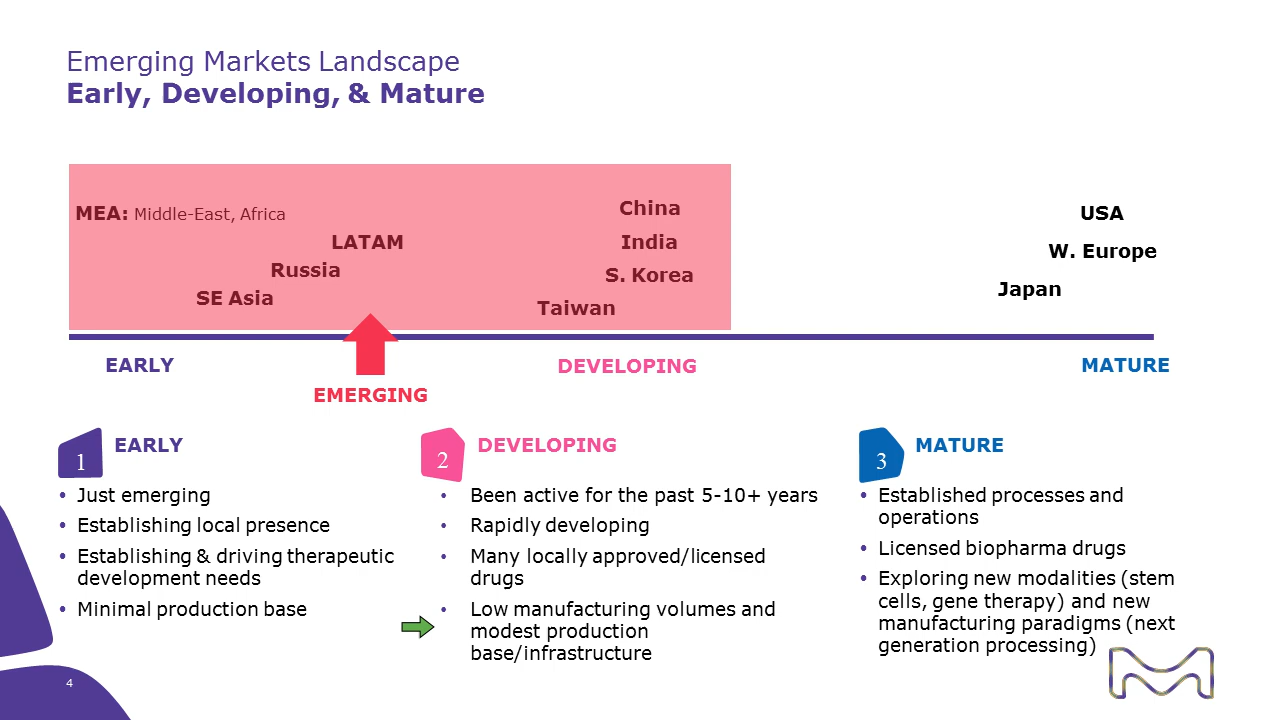 Emerging Markets Landscape
Early, Developing, & Mature
MEA: Middle-East, Africa
LATAM
Russia
SE Asia
China
India
S. Korea
Taiwan
USA
W. Europe
Japan
EARLY
DEVELOPING
MATURE
EMERGING
1
EARLY
• Just emerging
• Establishing local presence
• Establishing & driving therapeutic
development needs
• Minimal production base
2
DEVELOPING
• Been active for the past 5-10+ years
• Rapidly developing
• Many locally approved/licensed
drugs
• Low manufacturing volumes and
modest production
base/infrastructure
3
MATURE
• Established processes and
operations
• Licensed biopharma drugs
• Exploring new modalities (stem
cells, gene therapy) and new
manufacturing paradigms (next
generation processing)
4